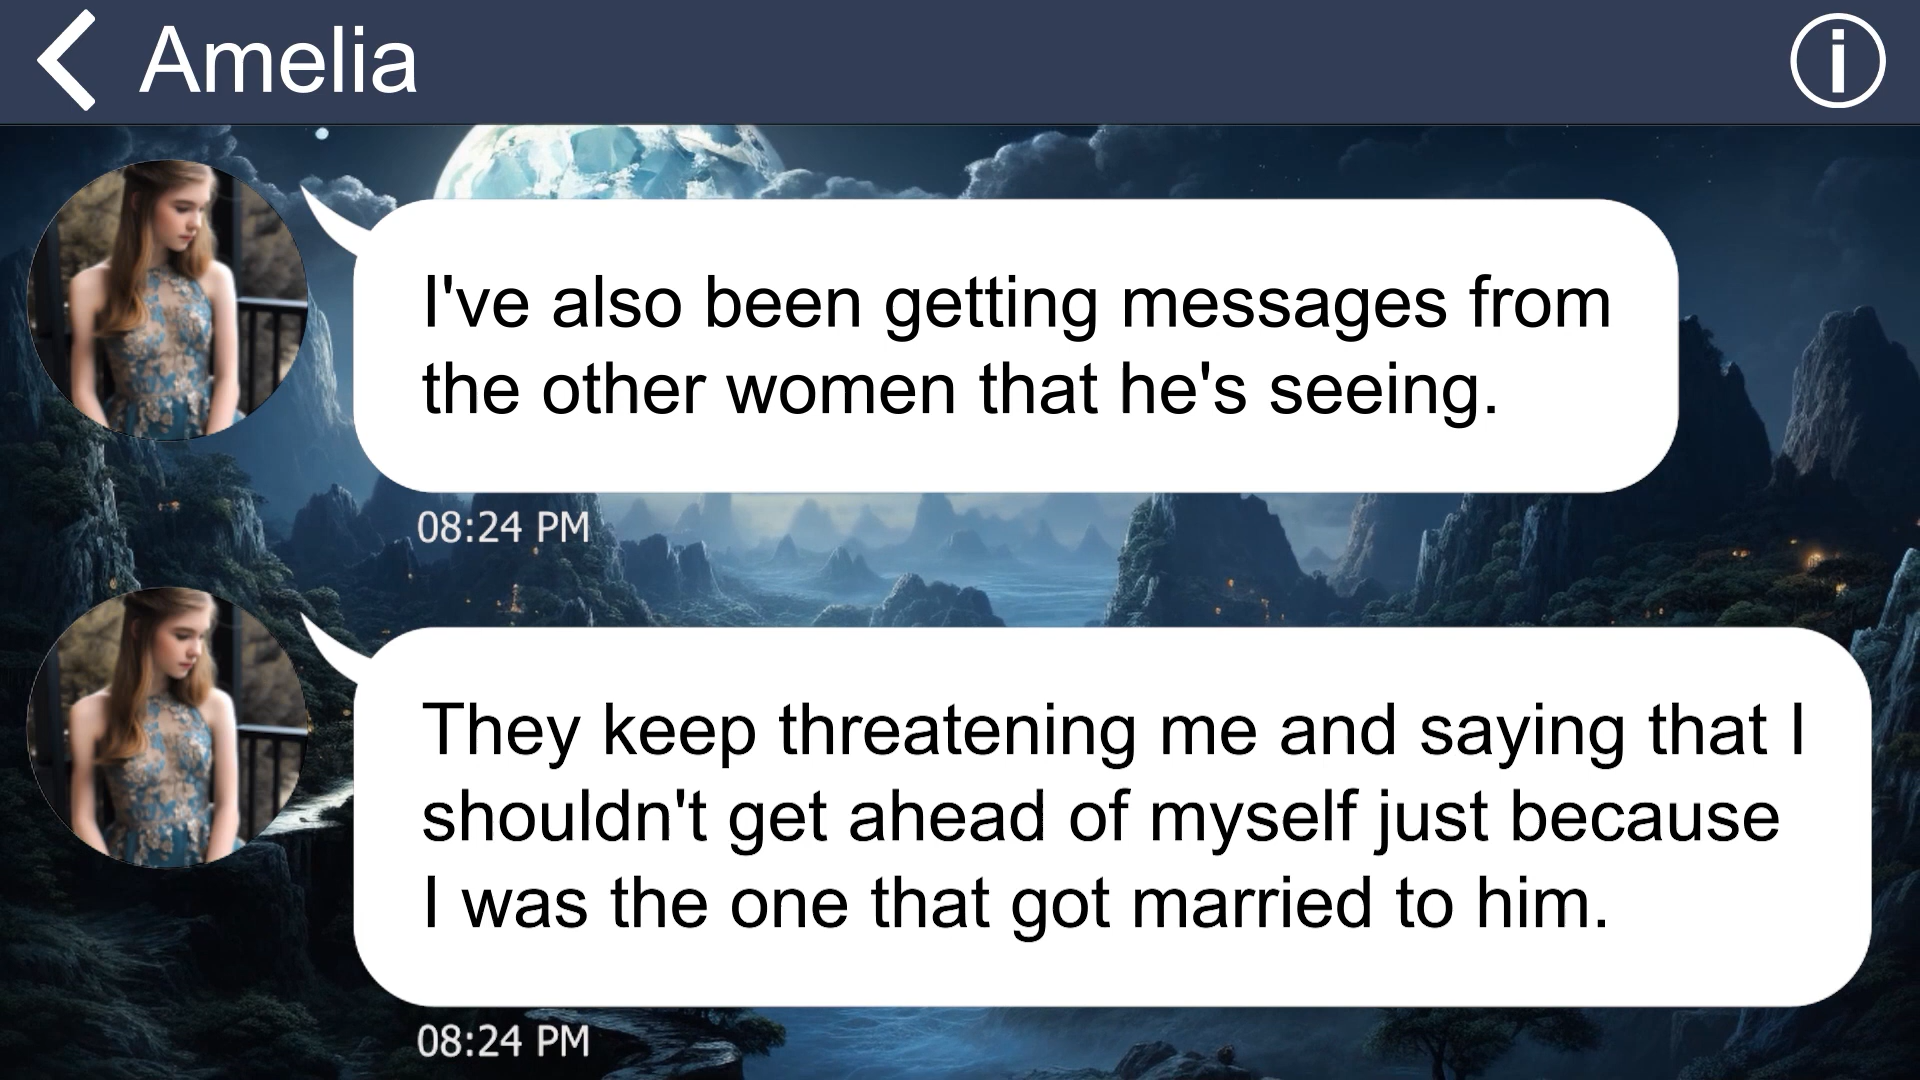 Amelia
I've also been getting messages from
the other women that he's seeing.
08:24 PM
They keep threatening me and saying that I
shouldn't get ahead of myself just because
I was the one that got married to him.
08:24 PM